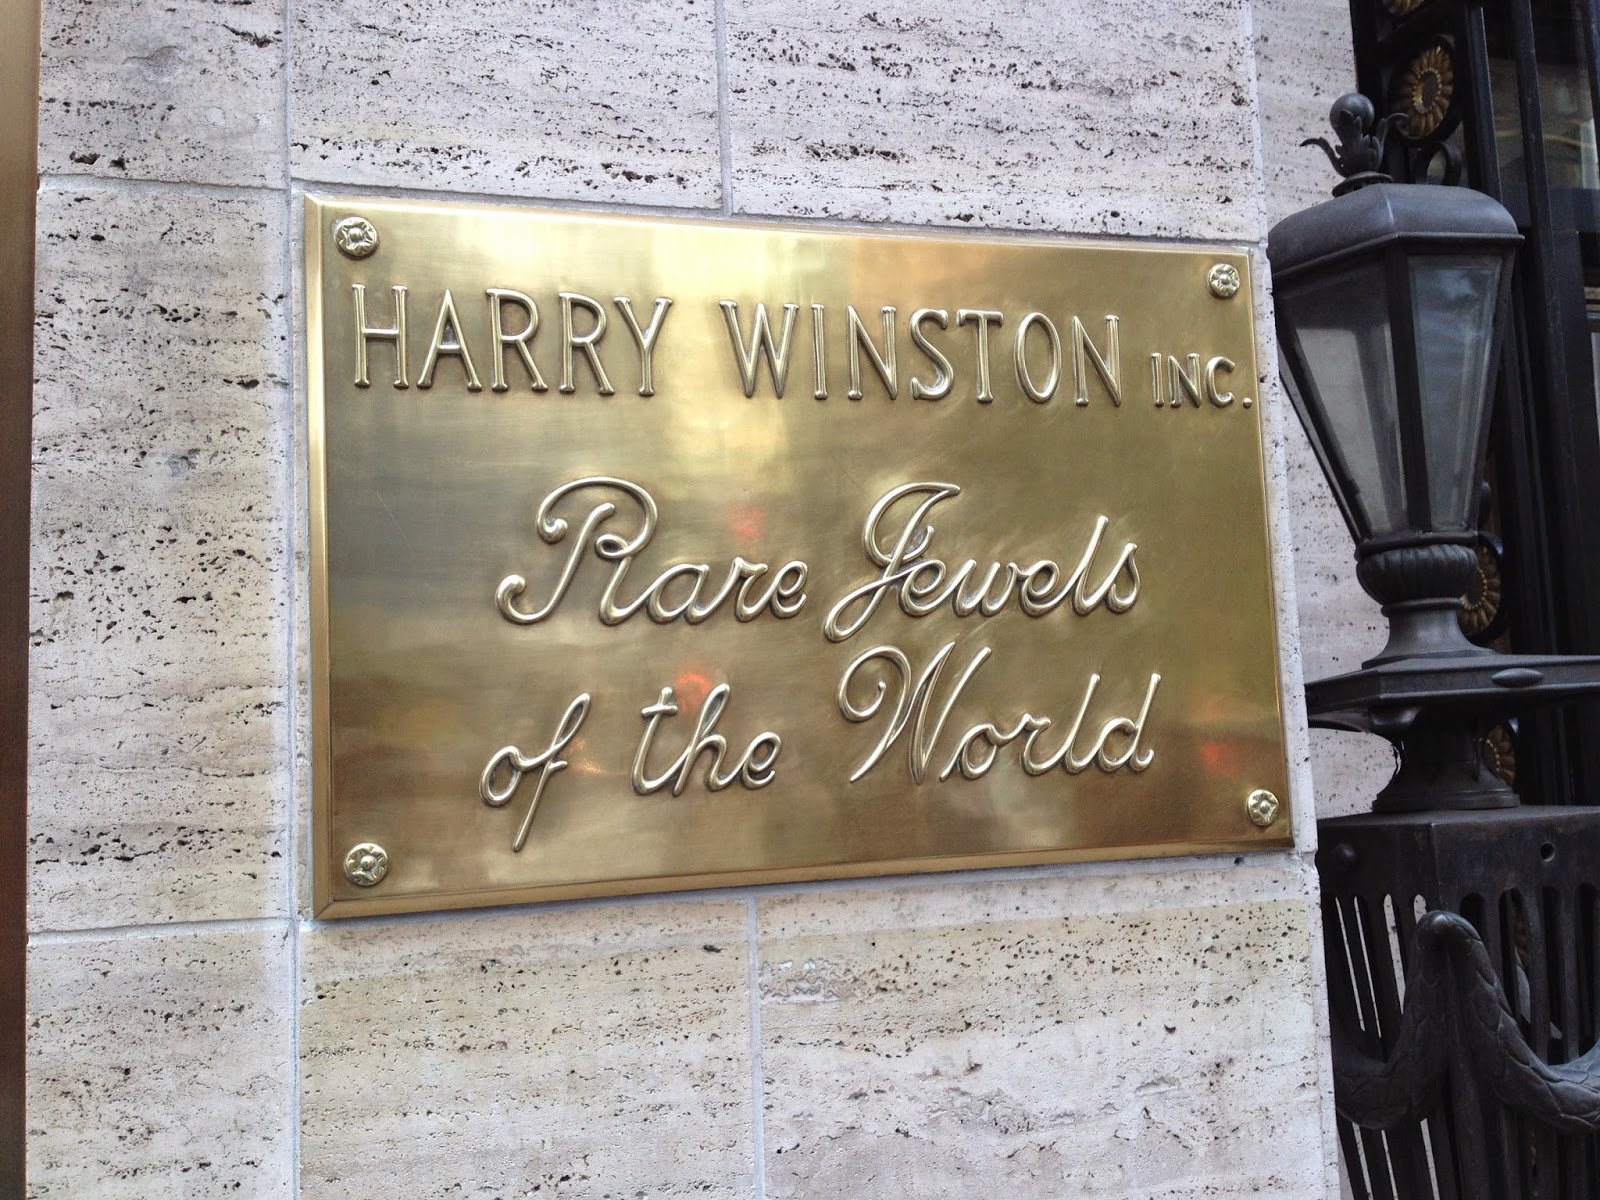 HARRY WINSTON INC.
Rare Jewels
of the World